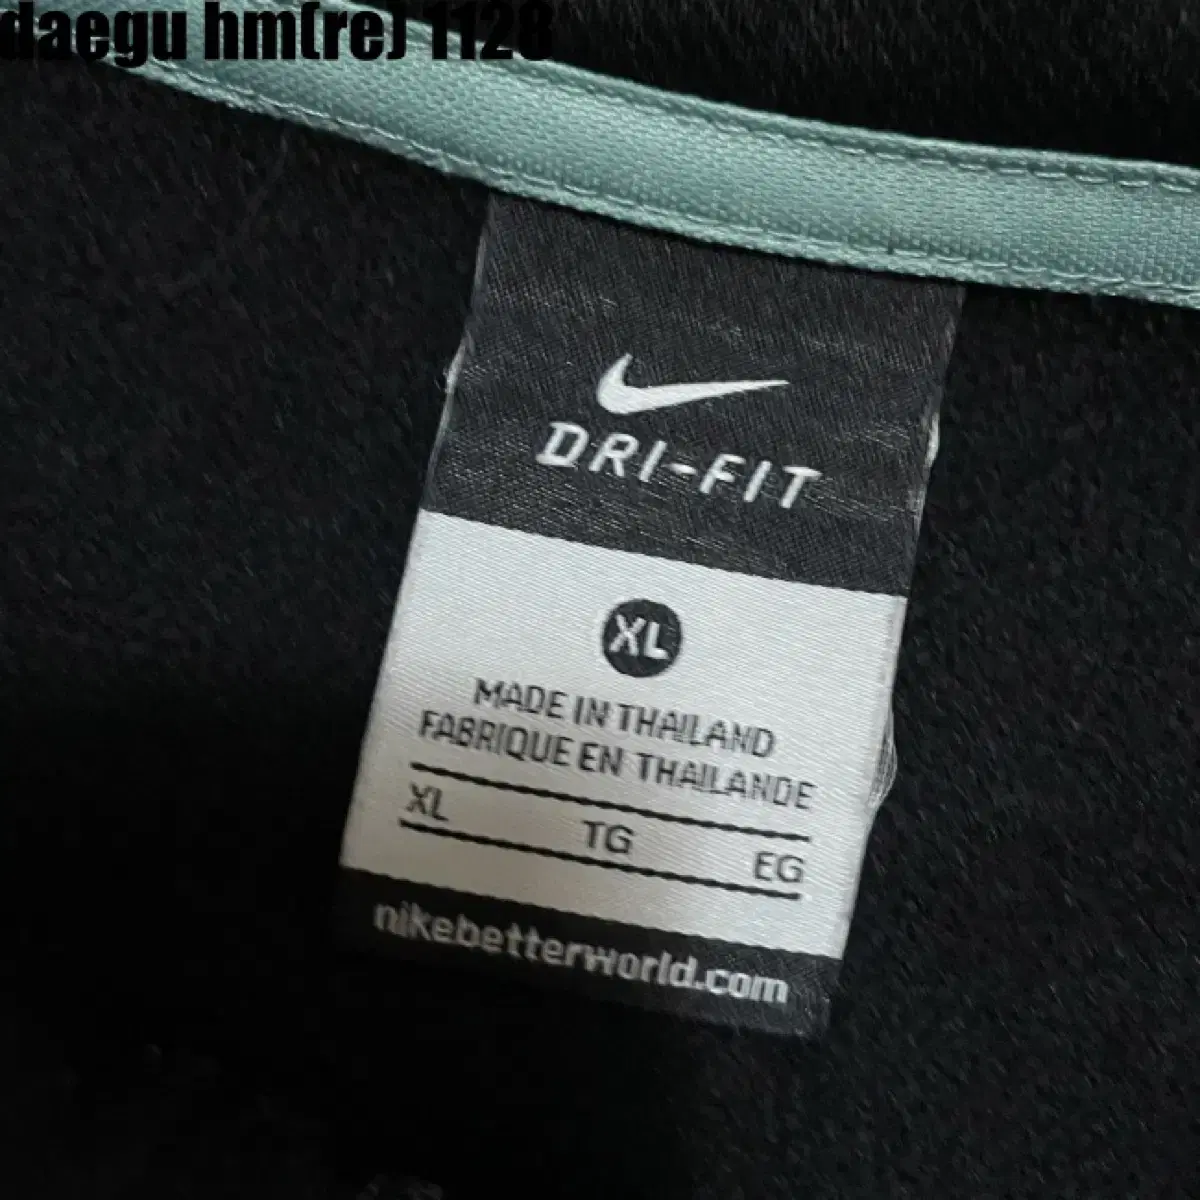 daegu hm(re) 1128
DRI-FIT
XL
MADE IN THAILAND
FABRIQUE EN THAILANDE
XL TG EG
nikebetterworld.com